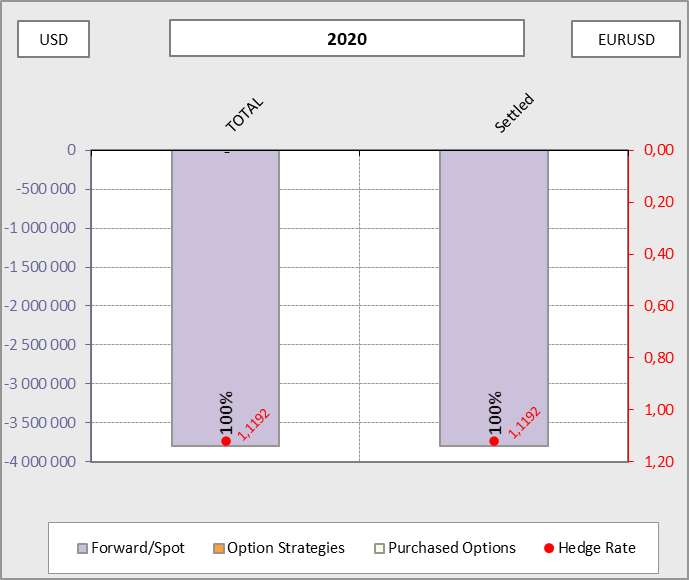 USD 2020 EURUSD
TOTAL Settled
0 0,00
-500 000 0,20
-1 000 000
-1 500 000 0,40
-2 000 000 0,60
-2 500 000 0,80
-3 000 000 1,00
-3 500 000
-4 000 000 1,20
100% 1,1192 100% 1,1192
Forward/Spot Option Strategies Purchased Options Hedge Rate